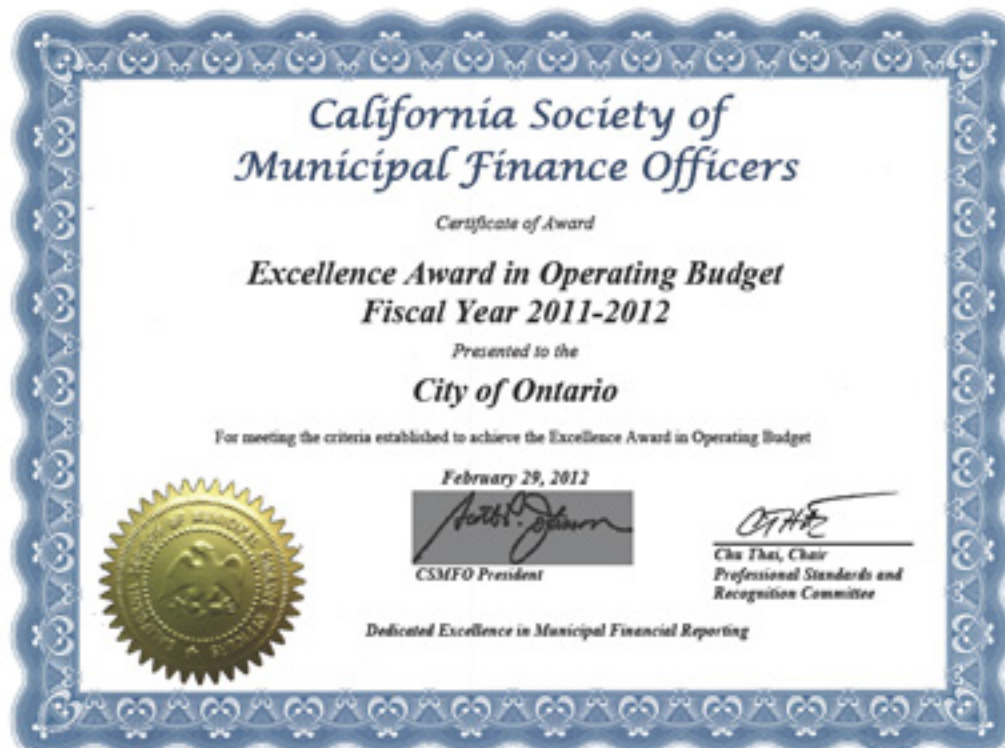 California Society of
Municipal Finance Officers
Certificate of Award
Excellence Award in Operating Budget
Fiscal Year 2011-2012
Presented to the
City of Ontario
For meeting the criteria established to achieve the Excellence Award in Operating Budget
February 29, 2012
Scott P. Johnson
CSMFO President
Chu Thai, Chair
Professional Standards and
Recognition Committee
Dedicated Excellence in Municipal Financial Reporting